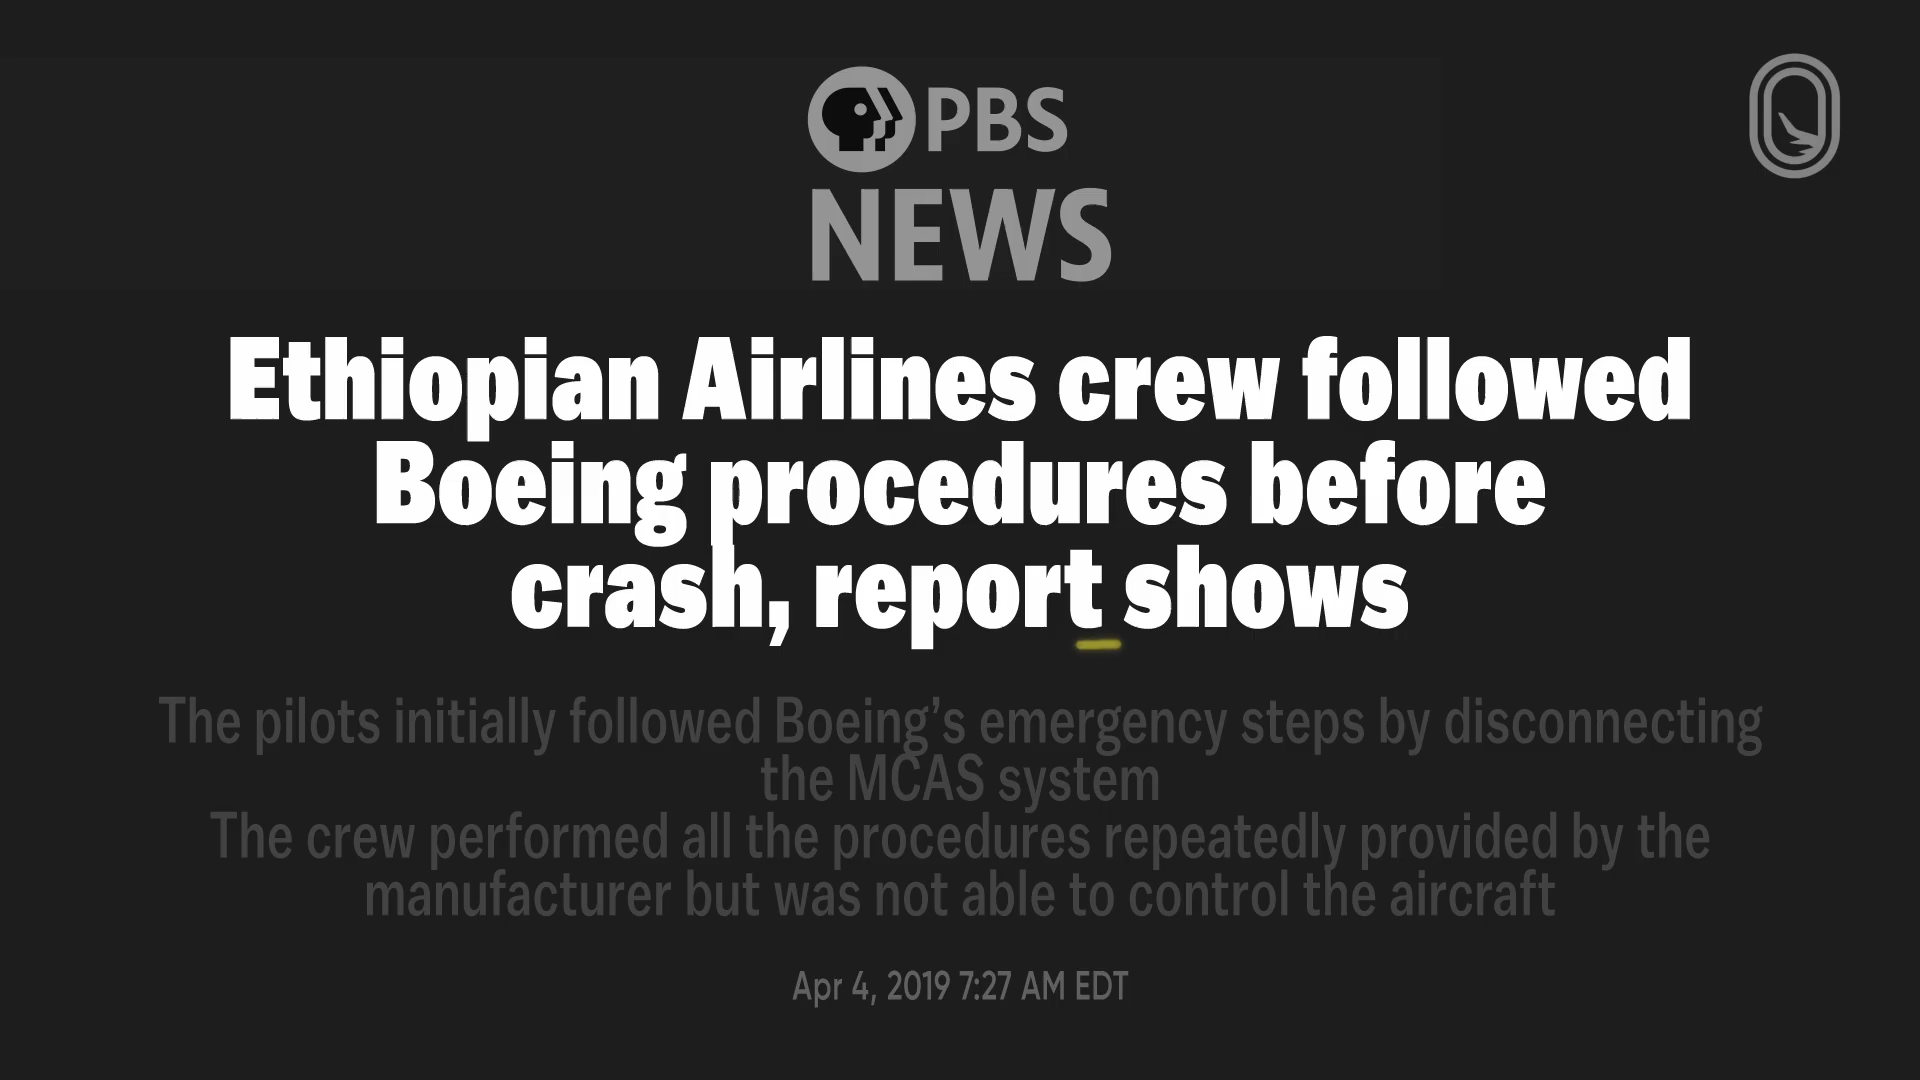 PBS
NEWS
Ethiopian Airlines crew followed
Boeing procedures before
crash, report shows
The pilots initially followed Boeing’s emergency steps by disconnecting
the MCAS system
The crew performed all the procedures repeatedly provided by the
manufacturer but was not able to control the aircraft
Apr 4, 2019 7:27 AM EDT